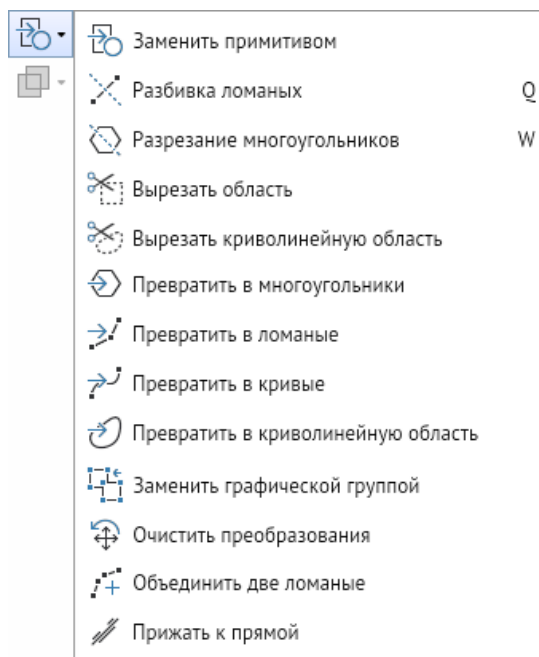 Заменить примитивом
Разбивка ломаных Q
Разрезание многоугольников W
Вырезать область
Вырезать криволинейную область
Превратить в многоугольники
Превратить в ломаные
Превратить в кривые
Превратить в криволинейную область
Заменить графической группой
Очистить преобразования
Объединить две ломаные
Прижать к прямой